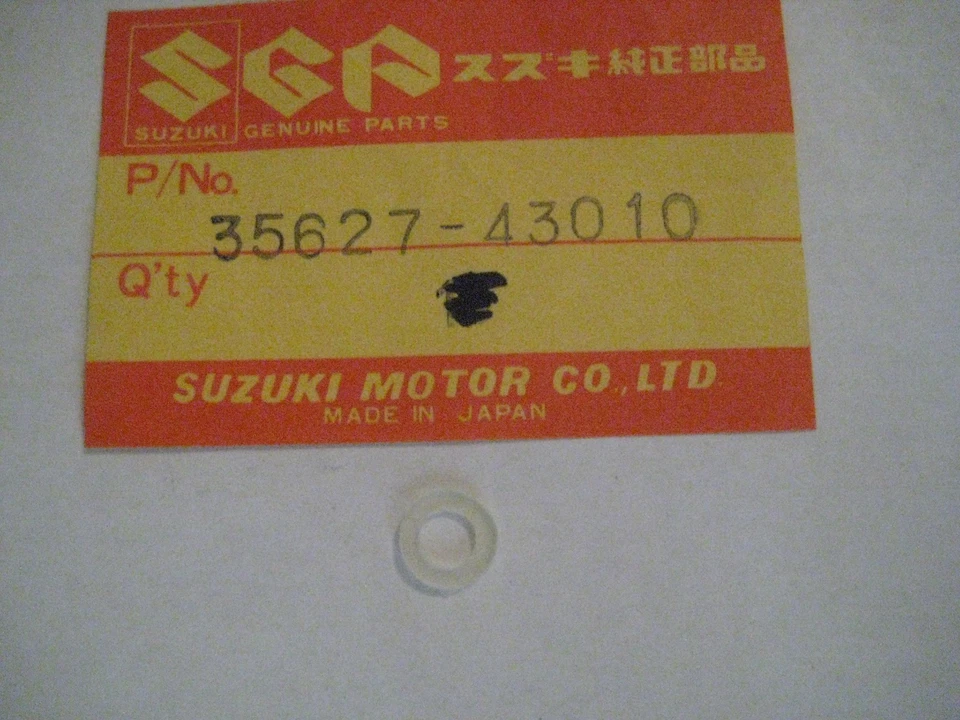 SGP スズキ純正部品
SUZUKI GENUINE PARTS
P/No.
35627-43010
Q'ty
SUZUKI MOTOR CO.,LTD.
MADE IN JAPAN